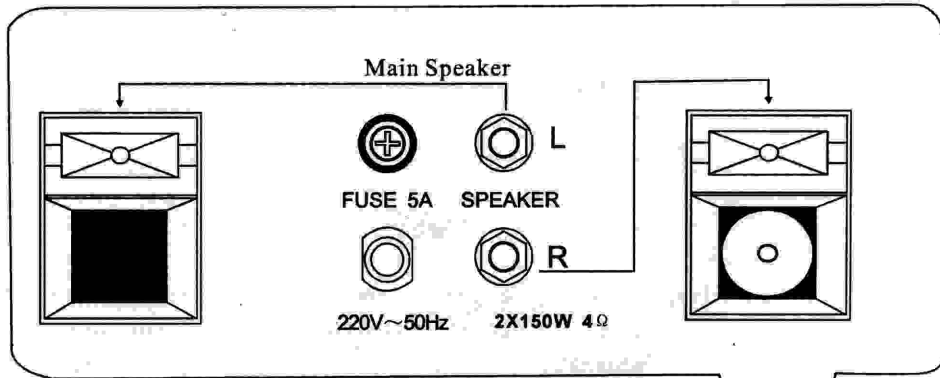 Main Speaker
L
FUSE 5A SPEAKER
R
220V～50Hz 2X150W 4Ω